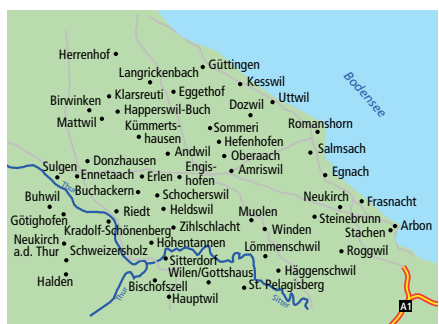 Herrenhof
Güttingen
Langrickenbach
Kesswil
Klarsreuti
Eggethof
Uttwil
Bodensee
Birwinken
Happerswil-Buch
Dozwil
Mattwil
Kümmerts-
hausen
Sommeri
Romanshorn
Hefenhofen
Salmsach
Donzhausen
Andwil
Oberaach
Sulgen
Ennetaach
Erlen
Engis-
hofen
Amriswil
Egnach
Thur
Buchackern
Schocherswil
Buhwil
Riedt
Heldswil
Neukirch
Frasnacht
Götighofen
Muolen
Steinebrunn
Arbon
Kradolf-Schönenberg
Zihlschlacht
Winden
Stachen
Neukirch
a.d. Thur
Schweizersholz
Hohentannen
Lömmenschwil
Roggwil
Sitterdorf
Halden
Wilen/Gottshaus
Häggenschwil
Bischofszell
St. Pelagisberg
Thur
Hauptwil
Sitter
A1